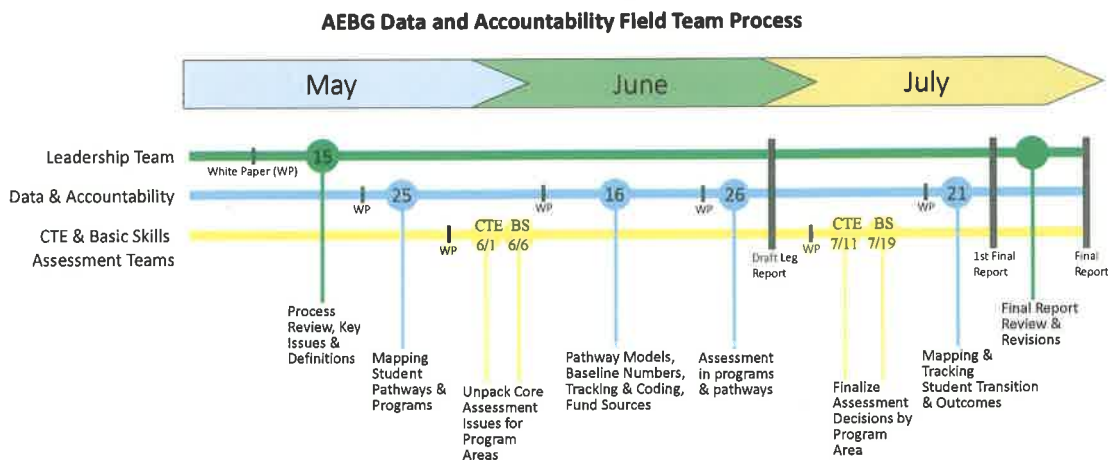 AEBG Data and Accountability Field Team Process
May
June
July
Leadership Team
White Paper (WP)
15
Data & Accountability
WP
25
WP
16
WP
26
WP
21
CTE & Basic Skills
Assessment Teams
WP
CTE
6/1
BS
6/6
WP
CTE
7/11
BS
7/19
Draft Leg
Report
1st Final
Report
Final
Report
Process
Review, Key
Issues &
Definitions
Mapping
Student
Pathways &
Programs
Unpack Core
Assessment
Issues for
Program
Areas
Pathway Models,
Baseline Numbers,
Tracking & Coding,
Fund Sources
Assessment
in programs
& pathways
Finalize
Assessment
Decisions by
Program
Area
Mapping &
Tracking
Student Transition
& Outcomes
Final Report
Review &
Revisions